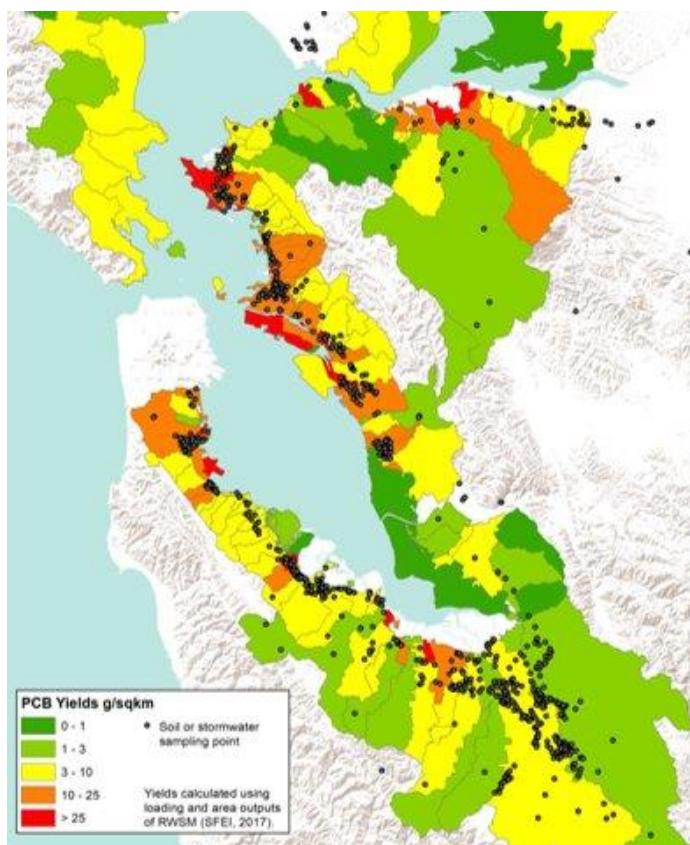 PCB Yields g/sqkm
0 - 1
1 - 3
3 - 10
10 - 25
> 25
Soil or stormwater
sampling point
Yields calculated using
loading and area outputs
of RWSM (SFEI, 2017).